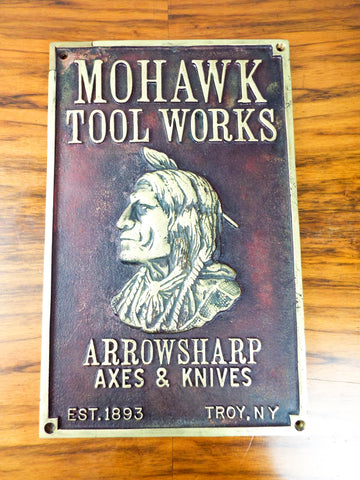 MOHAWK
TOOL WORKS
ARROWSHARP
AXES & KNIVES
EST. 1893 TROY, NY